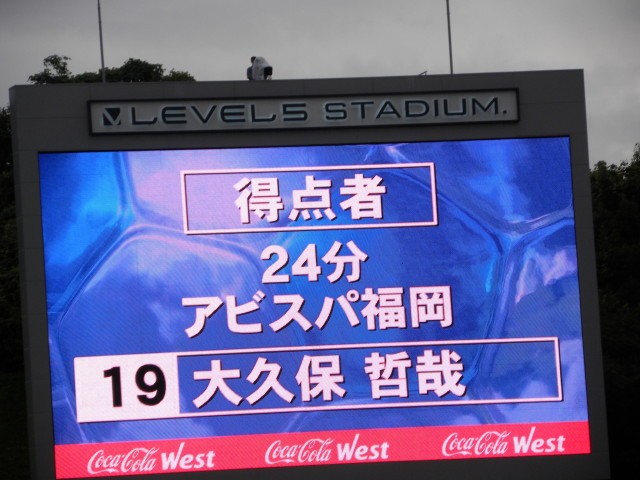 LEVEL5 STADIUM.
得点者
24分
アビスパ福岡
19 大久保 哲哉
Coca-Cola West Coca-Cola West Coca-Cola West